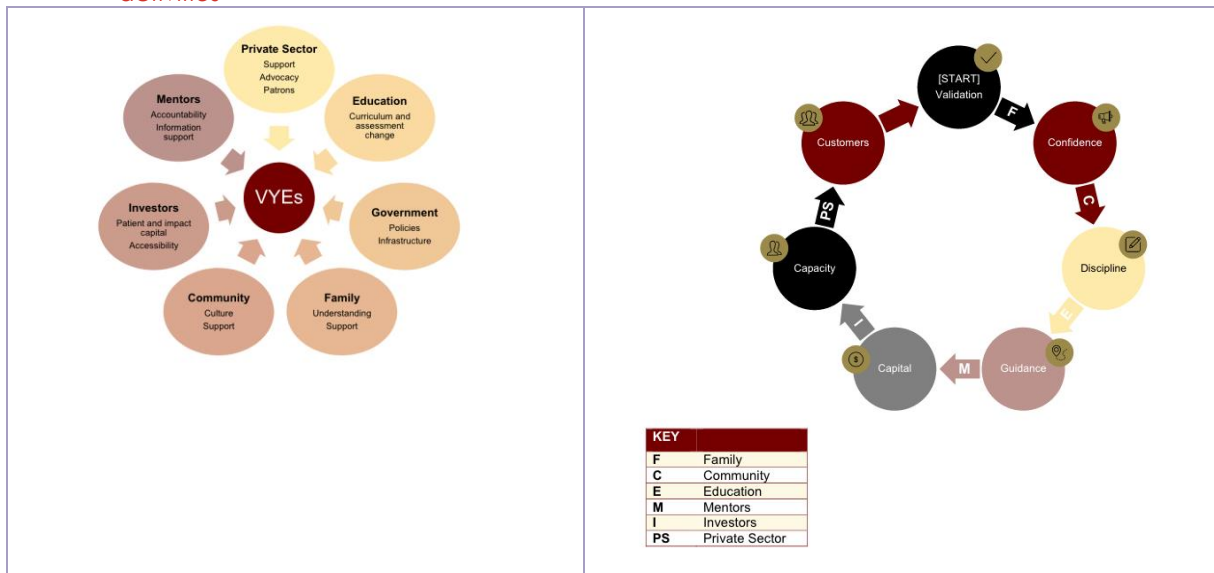 Private Sector
Support
Advocacy
Patrons
Mentors
Accountability
Information
support
Education
Curriculum and
assessment
change
VYEs
Investors
Patient and impact
capital
Accessibility
Government
Policies
Infrastructure
Community
Culture
Support
Family
Understanding
Support
[START]
Validation
F
Confidence
C
Discipline
E
Guidance
M
Capital
$
I
Capacity
PS
Customers
KEY
F Family
C Community
E Education
M Mentors
I Investors
PS Private Sector